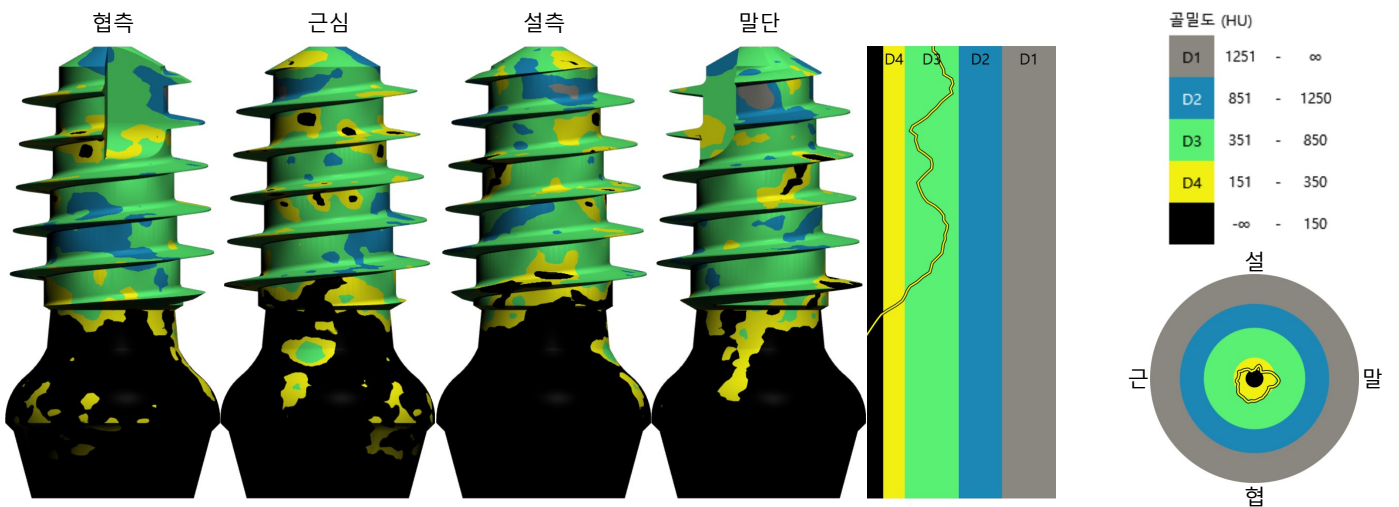 협측 근심 설측 말단
D4 D3 D2 D1
골밀도 (HU)
D1 1251 - ∞
D2 851 - 1250
D3 351 - 850
D4 151 - 350
-∞ - 150
설
근 말
협